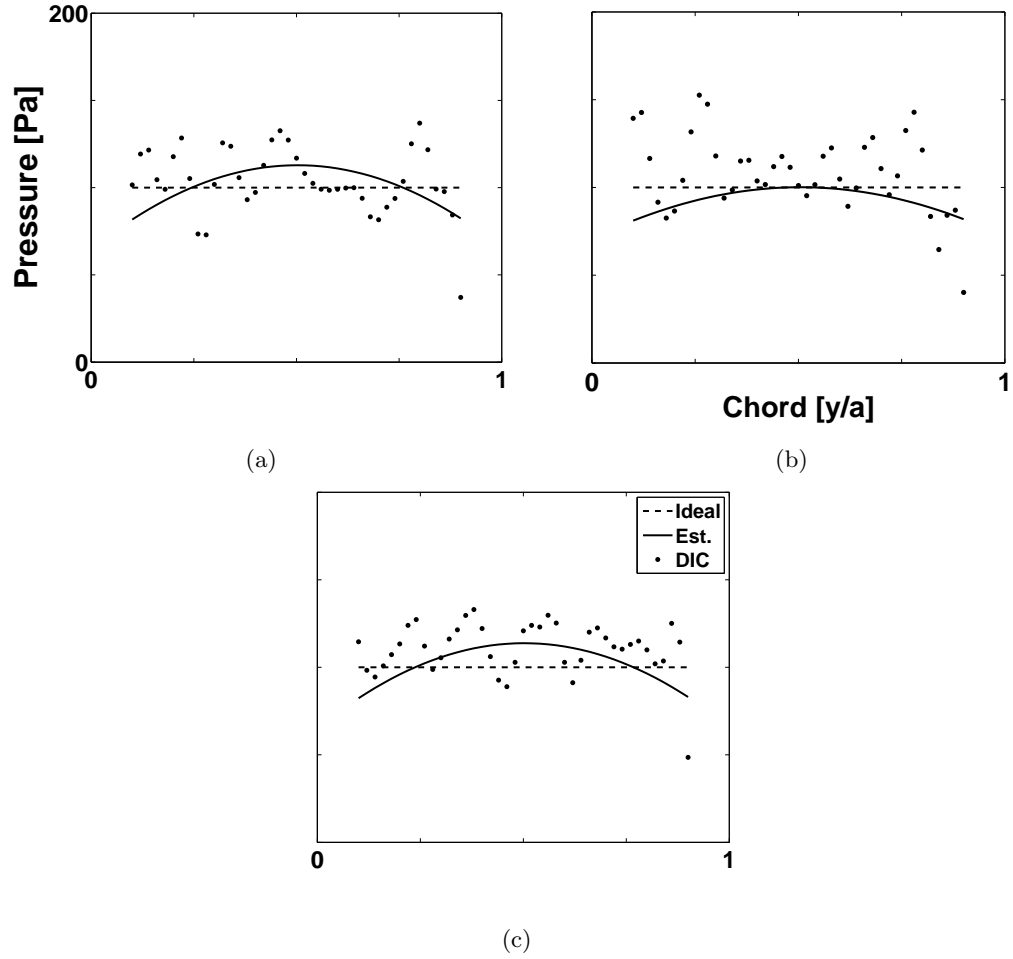 200
Pressure [Pa]
0
0
1
0
1
Chord [y/a]
(a)
(b)
Ideal
Est.
DIC
0
1
(c)